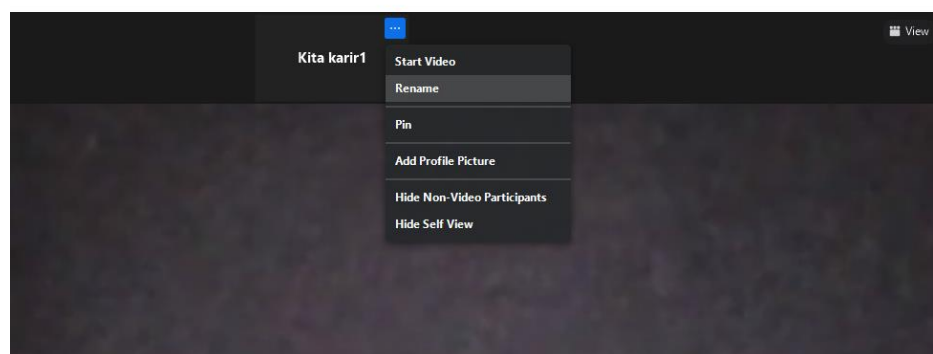 ...
View
Kita karir1
Start Video
Rename
Pin
Add Profile Picture
Hide Non-Video Participants
Hide Self View